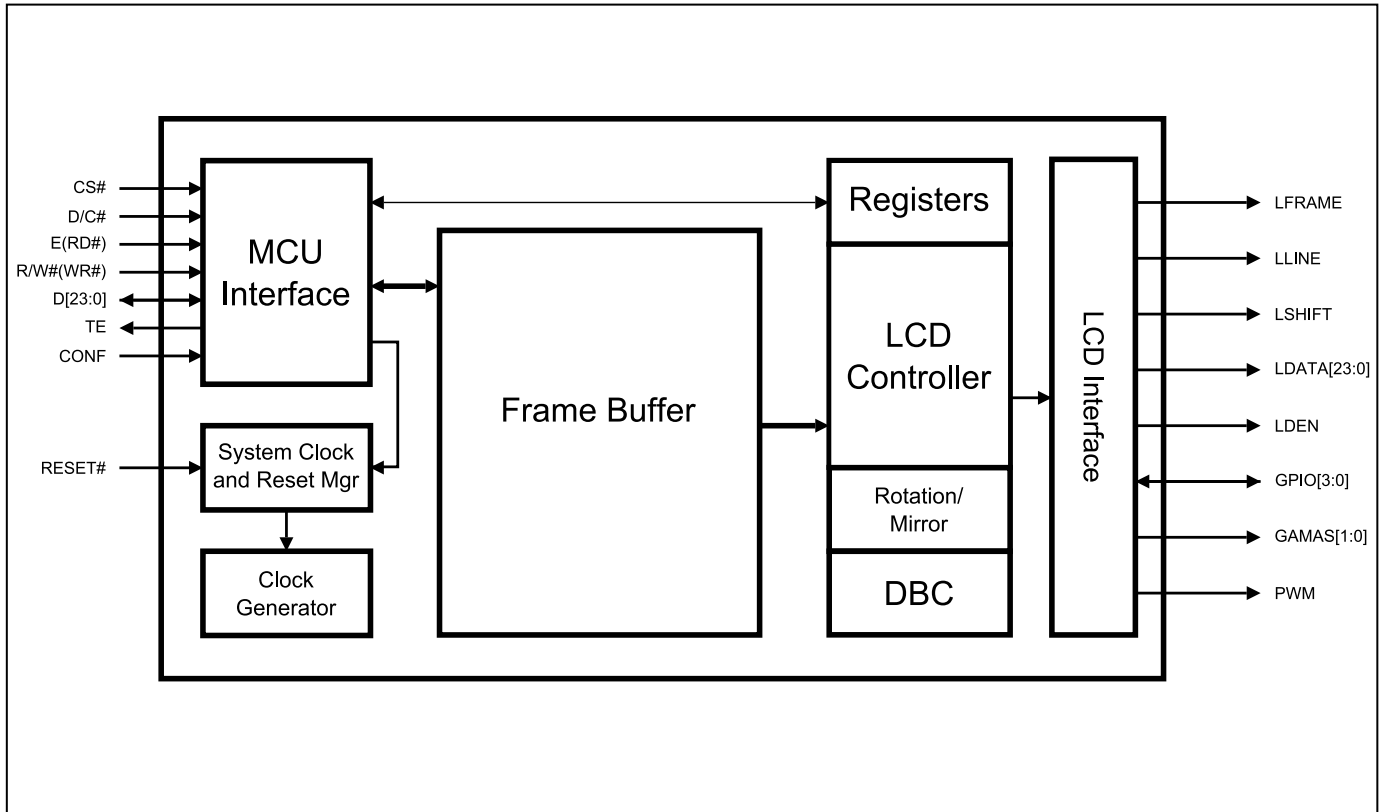 CS#
D/C#
E(RD#)
R/W#(WR#)
D[23:0]
TE
CONF
RESET#
MCU
Interface
System Clock
and Reset Mgr
Clock
Generator
Frame Buffer
Registers
LCD
Controller
Rotation/
Mirror
DBC
LCD Interface
LFRAME
LLINE
LSHIFT
LDATA[23:0]
LDEN
GPIO[3:0]
GAMAS[1:0]
PWM